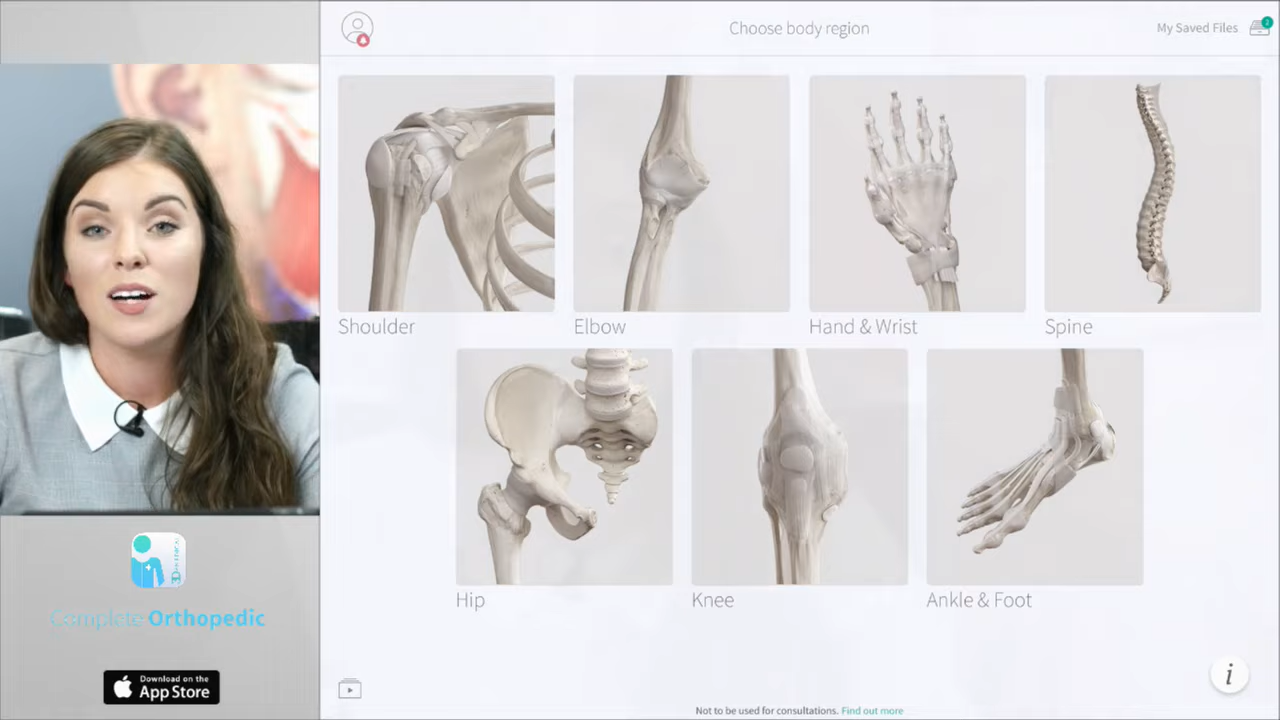 Choose body region
My Saved Files
2
Shoulder
Elbow
Hand & Wrist
Spine
Hip
Knee
Ankle & Foot
Complete Orthopedic
Download on the
App Store
i
Not to be used for consultations. Find out more